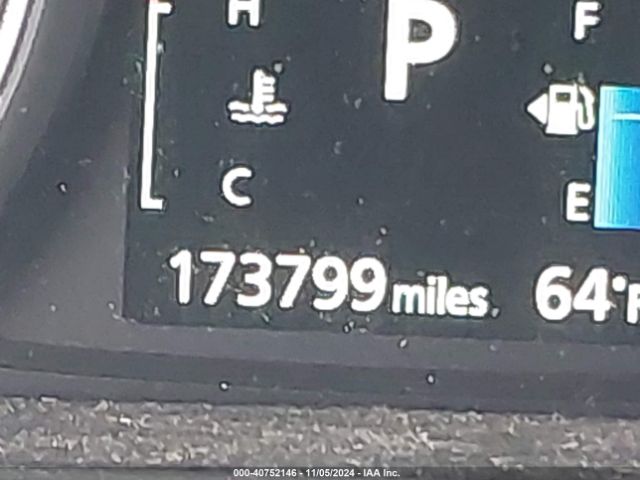 H P F
C E
173799 miles 64°F
000-40752146 - 11/05/2024 - IAA Inc.